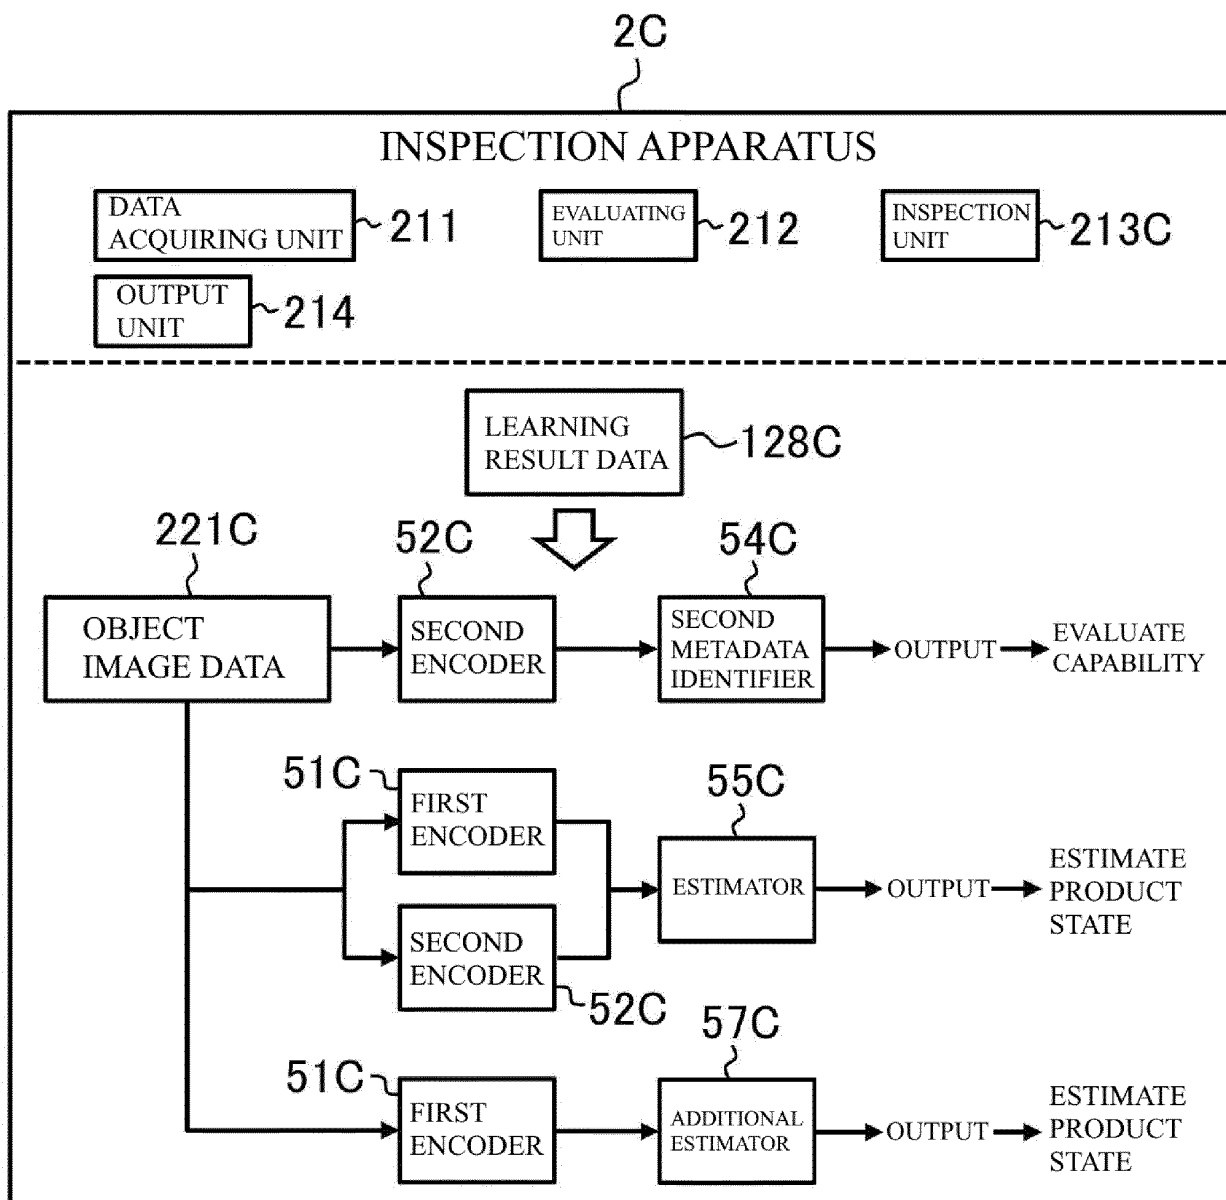 2C
INSPECTION APPARATUS
DATA
ACQUIRING UNIT
211
EVALUATING
UNIT
212
INSPECTION
UNIT
213C
OUTPUT
UNIT
214
LEARNING
RESULT DATA
128C
221C
52C
54C
OBJECT
IMAGE DATA
SECOND
ENCODER
SECOND
METADATA
IDENTIFIER
OUTPUT
EVALUATE
CAPABILITY
51C
FIRST
ENCODER
55C
ESTIMATOR
OUTPUT
ESTIMATE
PRODUCT
STATE
SECOND
ENCODER
52C
51C
FIRST
ENCODER
57C
ADDITIONAL
ESTIMATOR
OUTPUT
ESTIMATE
PRODUCT
STATE